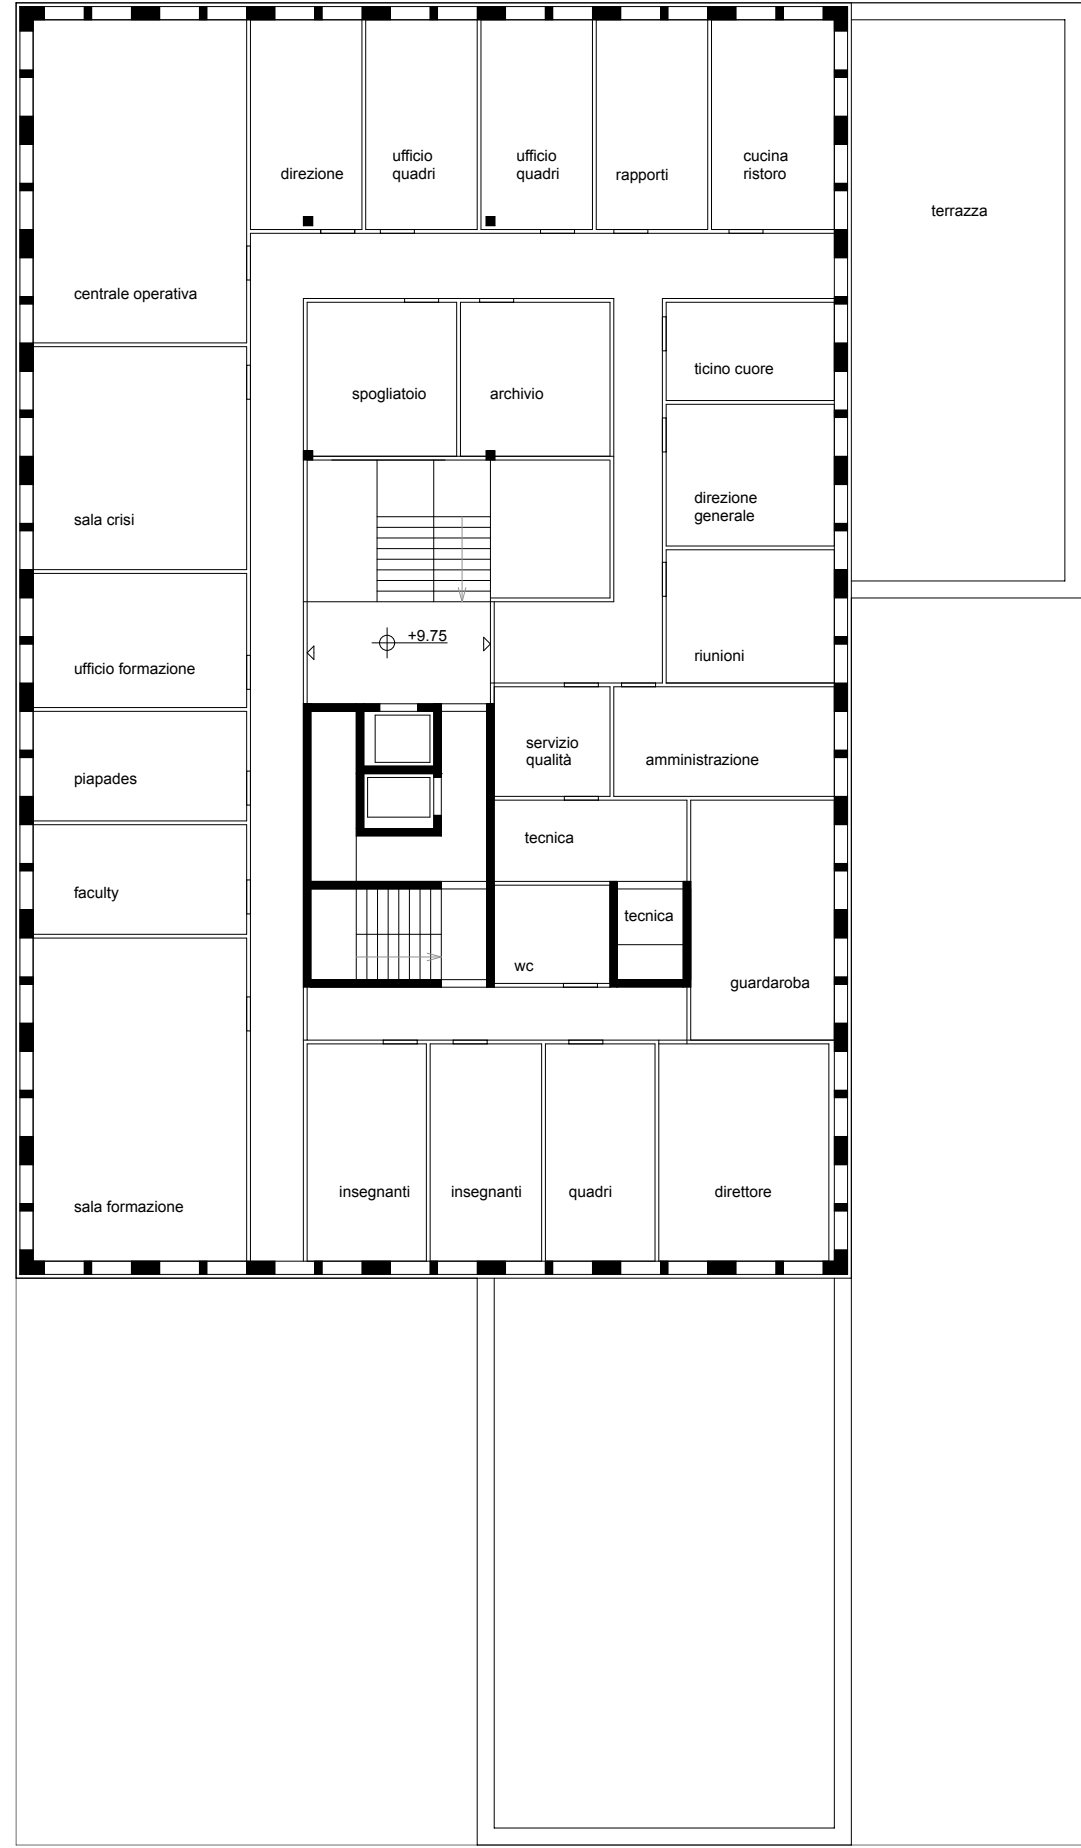 direzione
ufficio
quadri
ufficio
quadri
rapporti
cucina
ristoro
terrazza
centrale operativa
spogliatoio
archivio
ticino cuore
sala crisi
direzione
generale
+9.75
ufficio formazione
riunioni
piapades
servizio
qualità
amministrazione
tecnica
faculty
tecnica
wc
guardaroba
sala formazione
insegnanti
insegnanti
quadri
direttore